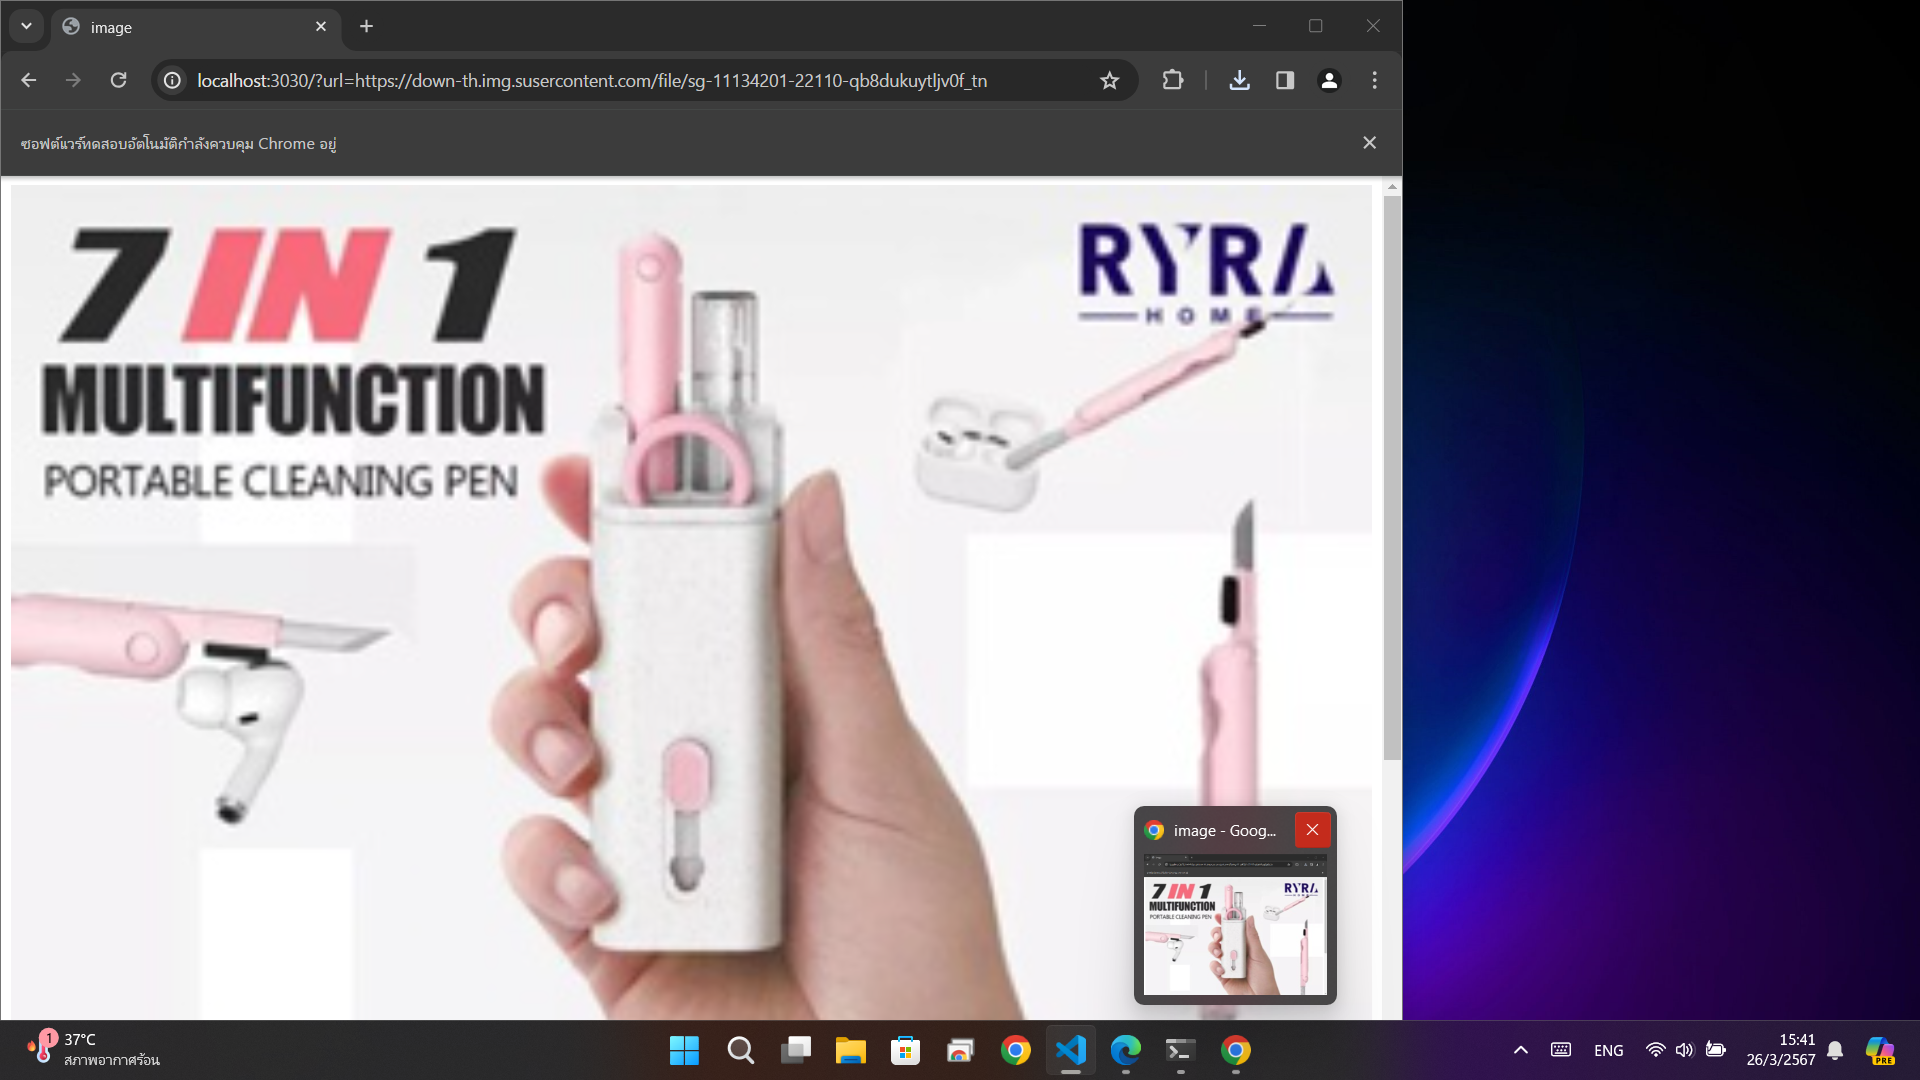 image
localhost:3030/?url=https://down-th.img.susercontent.com/file/sg-11134201-22110-qb8dukuytljv0f_tn
ซอฟต์แวร์ทดสอบอัตโนมัติกำลังควบคุม Chrome อยู่
7 IN 1
MULTIFUNCTION
PORTABLE CLEANING PEN
RYRA
HOME
image - Goog...
7 IN 1
MULTIFUNCTION
PORTABLE CLEANING PEN
RYRA
1
37°C
สภาพอากาศร้อน
ENG
15:41
26/3/2567
PRE